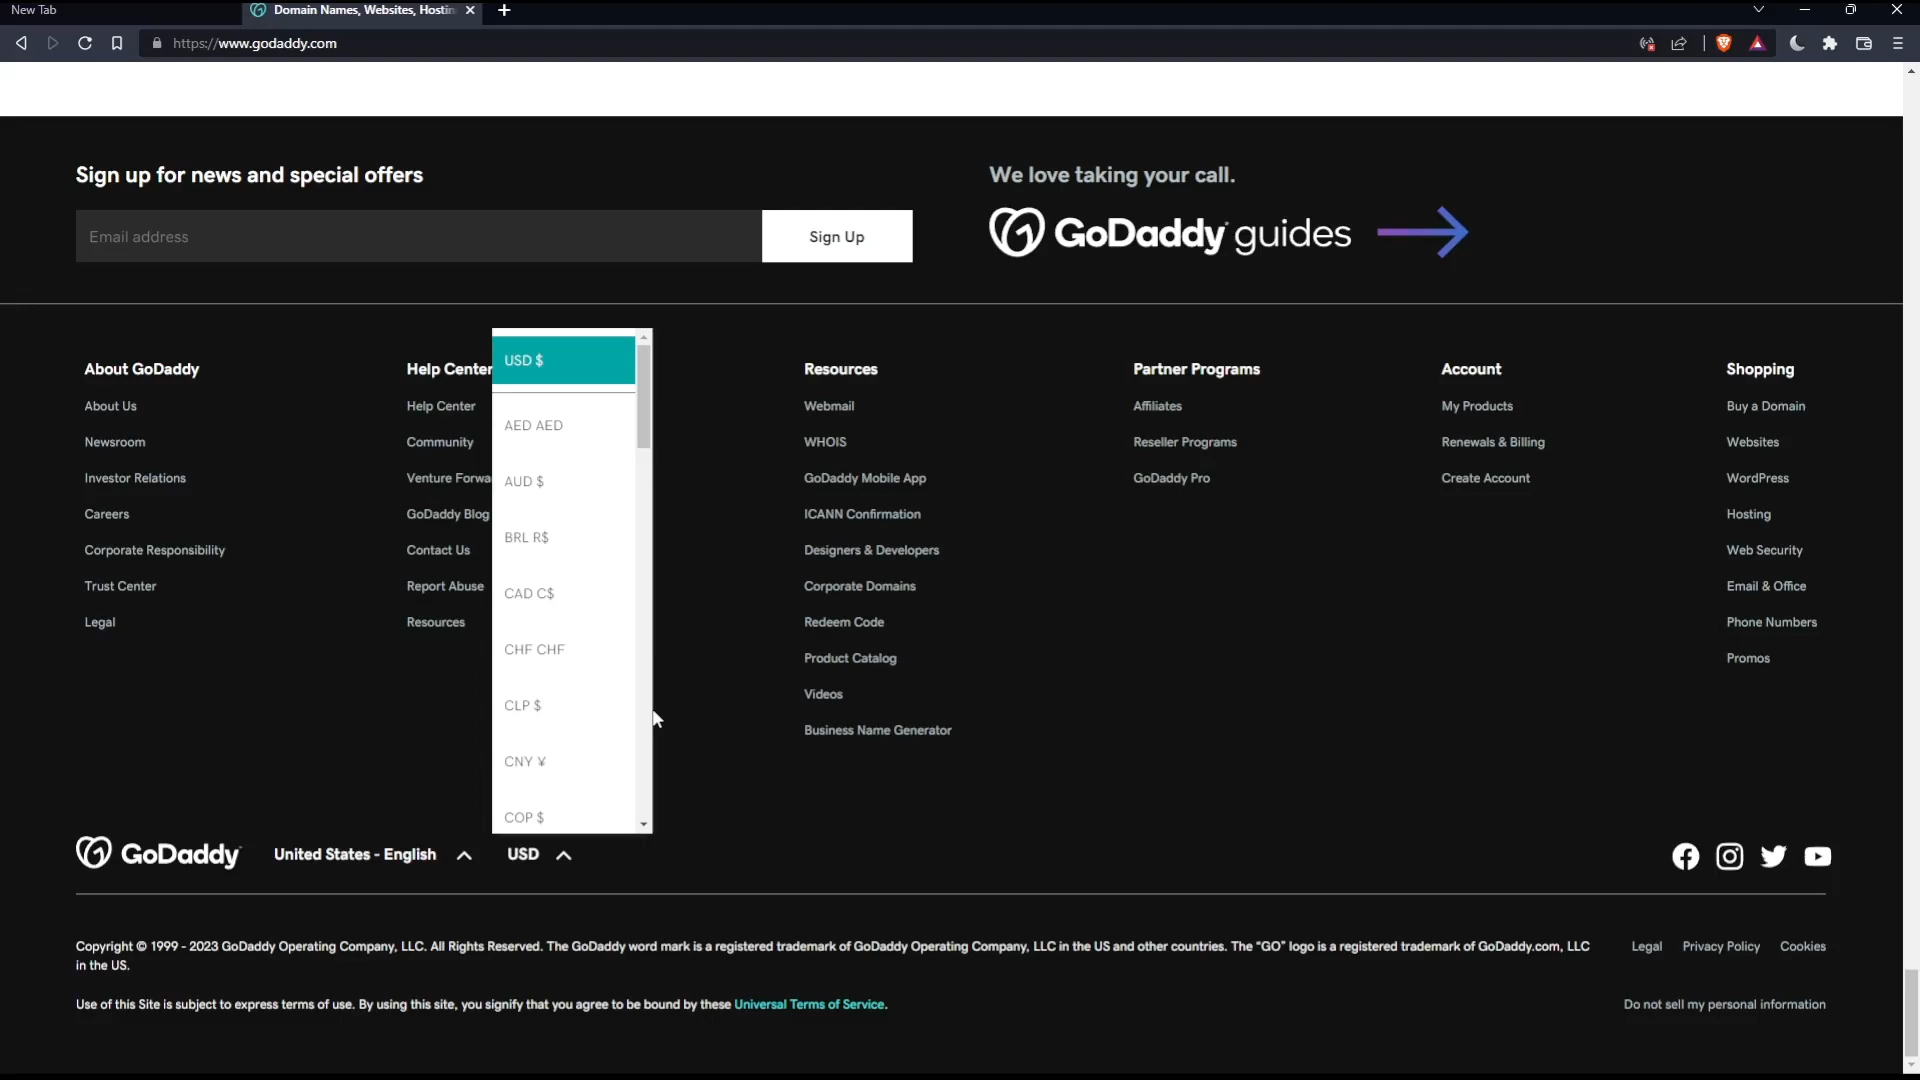 New Tab
Domain Names, Websites, Hostin
https://www.godaddy.com
Sign up for news and special offers
Email address
Sign Up
We love taking your call.
GoDaddy guides
About GoDaddy
About Us
Newsroom
Investor Relations
Careers
Corporate Responsibility
Trust Center
Legal
Help Center
Help Center
Community
Venture Forwa
GoDaddy Blog
Contact Us
Report Abuse
Resources
USD $
AED AED
AUD $
BRL R$
CAD C$
CHF CHF
CLP $
CNY ¥
COP $
Resources
Webmail
WHOIS
GoDaddy Mobile App
ICANN Confirmation
Designers & Developers
Corporate Domains
Redeem Code
Product Catalog
Videos
Business Name Generator
Partner Programs
Affiliates
Reseller Programs
GoDaddy Pro
Account
My Products
Renewals & Billing
Create Account
Shopping
Buy a Domain
Websites
WordPress
Hosting
Web Security
Email & Office
Phone Numbers
Promos
GoDaddy
United States - English
USD
Copyright © 1999 - 2023 GoDaddy Operating Company, LLC. All Rights Reserved. The GoDaddy word mark is a registered trademark of GoDaddy Operating Company, LLC in the US and other countries. The "GO" logo is a registered trademark of GoDaddy.com, LLC
in the US.
Legal Privacy Policy Cookies
Use of this Site is subject to express terms of use. By using this site, you signify that you agree to be bound by these Universal Terms of Service.
Do not sell my personal information